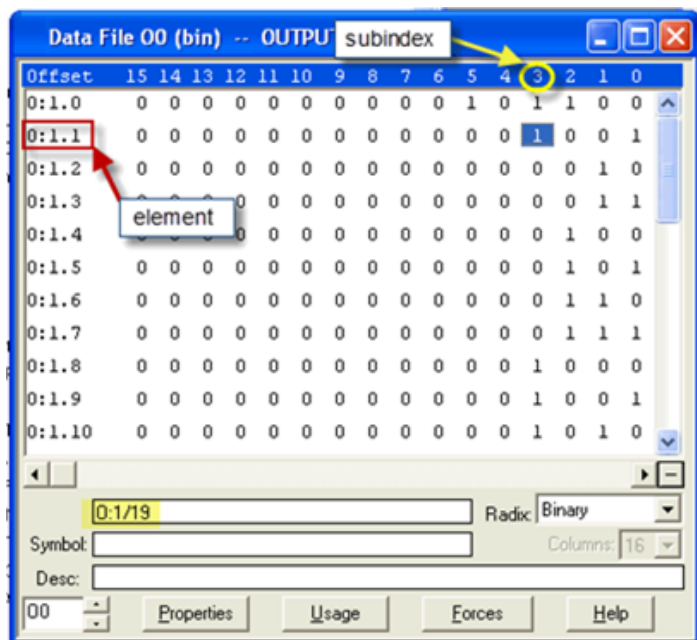 Data File O0 (bin) -- OUTPU
subindex
Offset 15 14 13 12 11 10 9 8 7 6 5 4 3 2 1 0
0:1.0 0 0 0 0 0 0 0 0 0 0 1 0 1 1 0 0
0:1.1 0 0 0 0 0 0 0 0 0 0 0 0 1 0 0 1
0:1.2 0 0 0 0 0 0 0 0 0 0 0 0 0 0 1 0
0:1.3 0 0 0 0 0 0 0 0 0 0 0 0 0 0 1 1
element
0:1.4 0 0 0 0 0 0 0 0 0 0 0 0 0 1 0 0
0:1.5 0 0 0 0 0 0 0 0 0 0 0 0 0 1 0 1
0:1.6 0 0 0 0 0 0 0 0 0 0 0 0 0 1 1 0
0:1.7 0 0 0 0 0 0 0 0 0 0 0 0 0 1 1 1
0:1.8 0 0 0 0 0 0 0 0 0 0 0 0 1 0 0 0
0:1.9 0 0 0 0 0 0 0 0 0 0 0 0 1 0 0 1
0:1.10 0 0 0 0 0 0 0 0 0 0 0 0 1 0 1 0
O:1/19 Radix: Binary
Symbol: Columns: 16
Desc:
O0 Properties Usage Forces Help